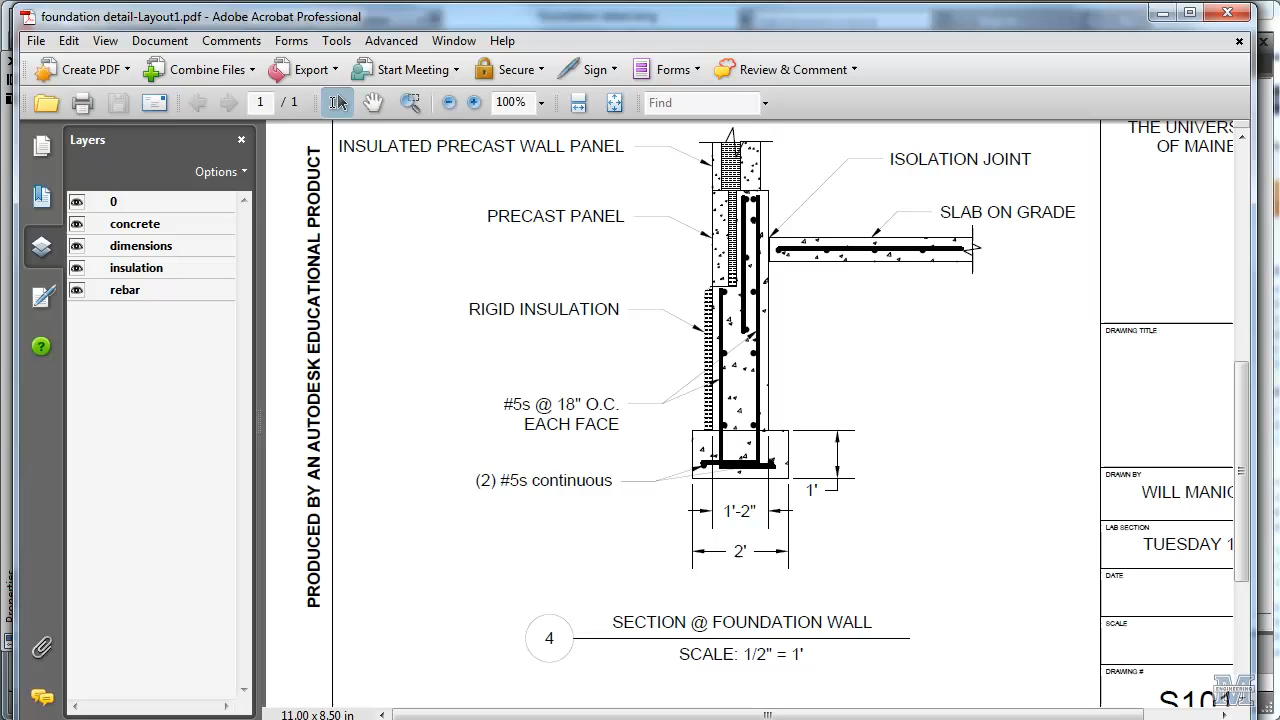 foundation detail-Layout1.pdf - Adobe Acrobat Professional
File Edit View Document Comments Forms Tools Advanced Window Help
Create PDF Combine Files Export Start Meeting Secure Sign Forms Review & Comment
1 / 1 100% Find
Layers
Options
0
concrete
dimensions
insulation
rebar
PRODUCED BY AN AUTODESK EDUCATIONAL PRODUCT
INSULATED PRECAST WALL PANEL
PRECAST PANEL
RIGID INSULATION
#5s @ 18" O.C.
EACH FACE
(2) #5s continuous
ISOLATION JOINT
SLAB ON GRADE
1'
1'-2"
2'
4
SECTION @ FOUNDATION WALL
SCALE: 1/2" = 1'
THE UNIVERS
OF MAINE
DRAWING TITLE
DRAWN BY
WILL MANIO
LAB SECTION
TUESDAY 1
DATE
SCALE
DRAWING #
S101
11.00 x 8.50 in
Properties
ENGINEERING